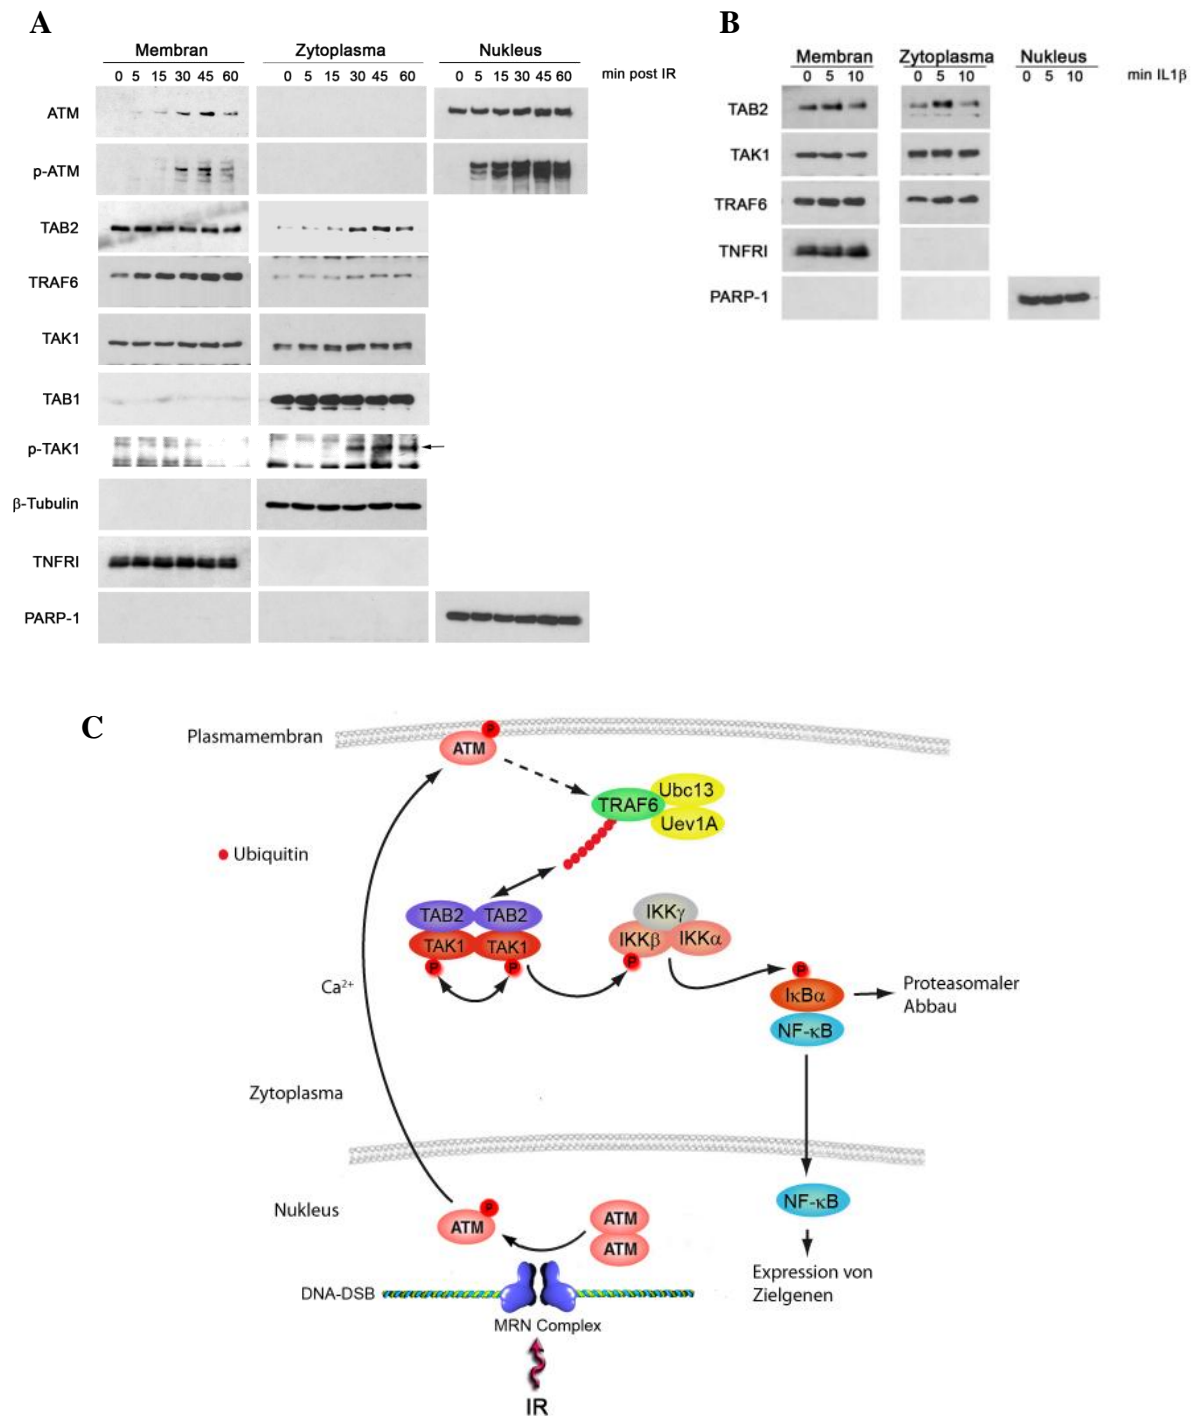 A
Membran Zytoplasma Nukleus
0 5 15 30 45 60 0 5 15 30 45 60 0 5 15 30 45 60 min post IR
ATM
p-ATM
TAB2
TRAF6
TAK1
TAB1
p-TAK1
β-Tubulin
TNFRI
PARP-1
B
Membran Zytoplasma Nukleus
0 5 10 0 5 10 0 5 10 min IL1β
TAB2
TAK1
TRAF6
TNFRI
PARP-1
C
Plasmamembran
P
ATM
Ubc13
TRAF6
Uev1A
Ubiquitin
TAB2 TAB2
TAK1 TAK1
P P
IKKγ
IKKβ IKKα
P
P
IκBα
NF-κB
Proteasomaler
Abbau
Ca²⁺
Zytoplasma
Nukleus
P
ATM
ATM
ATM
NF-κB
Expression von
Zielgenen
DNA-DSB
MRN Complex
IR